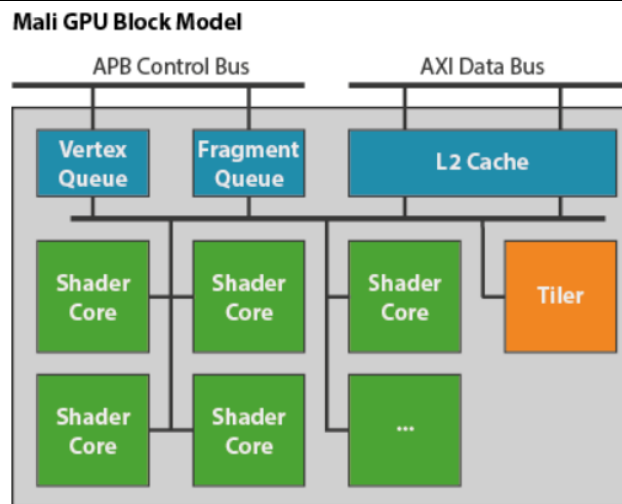 Mali GPU Block Model
APB Control Bus
AXI Data Bus
Vertex
Queue
Fragment
Queue
L2 Cache
Shader
Core
Shader
Core
Shader
Core
Tiler
Shader
Core
Shader
Core
...